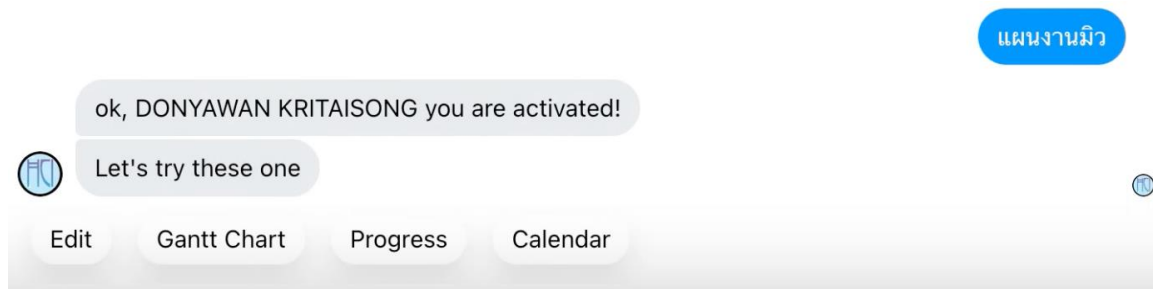 แผนงานมิว
ok, DONYAWAN KRITAISONG you are activated!
Let's try these one
HCI
Edit Gantt Chart Progress Calendar